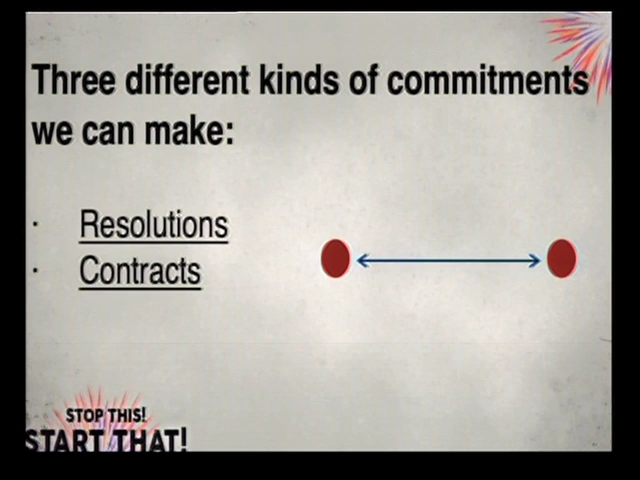 Three different kinds of commitments
we can make:
· Resolutions
· Contracts
STOP THIS!
START THAT!